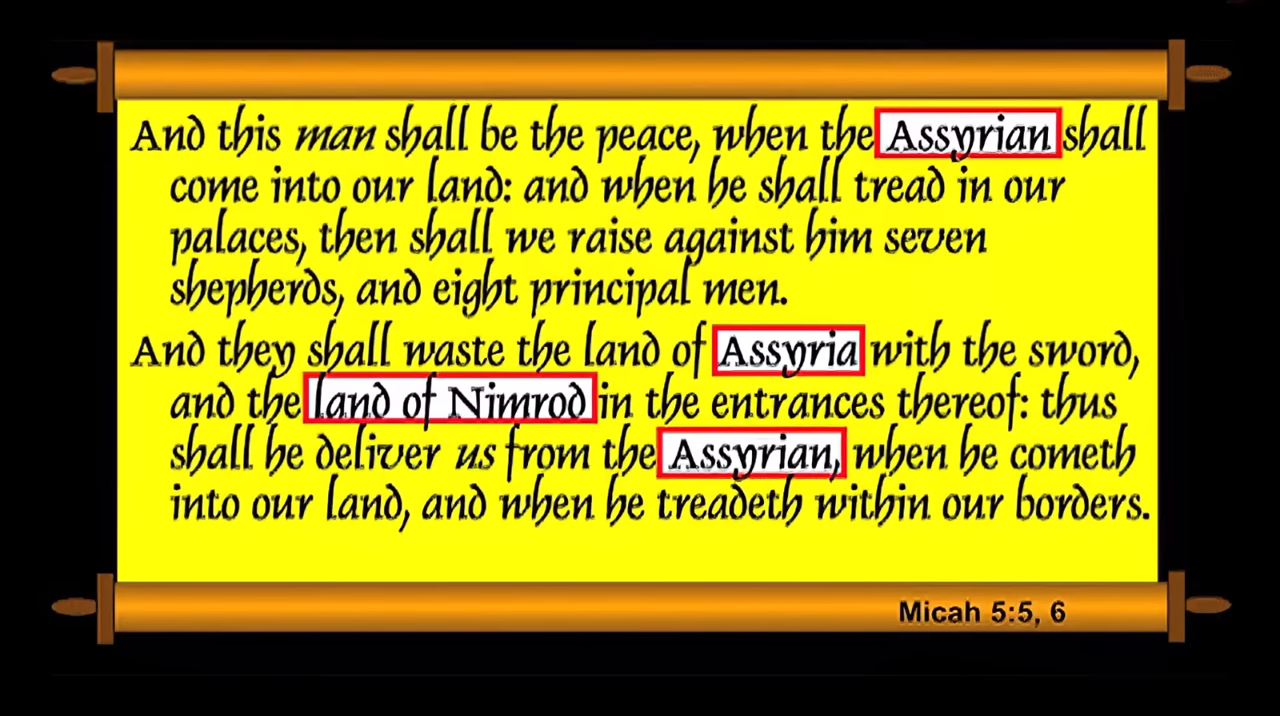 And this man shall be the peace, when the Assyrian shall
come into our land: and when he shall tread in our
palaces, then shall we raise against him seven
shepherds, and eight principal men.
And they shall waste the land of Assyria with the sword,
and the land of Nimrod in the entrances thereof: thus
shall he deliver us from the Assyrian, when he cometh
into our land, and when he treadeth within our borders.
Micah 5:5, 6